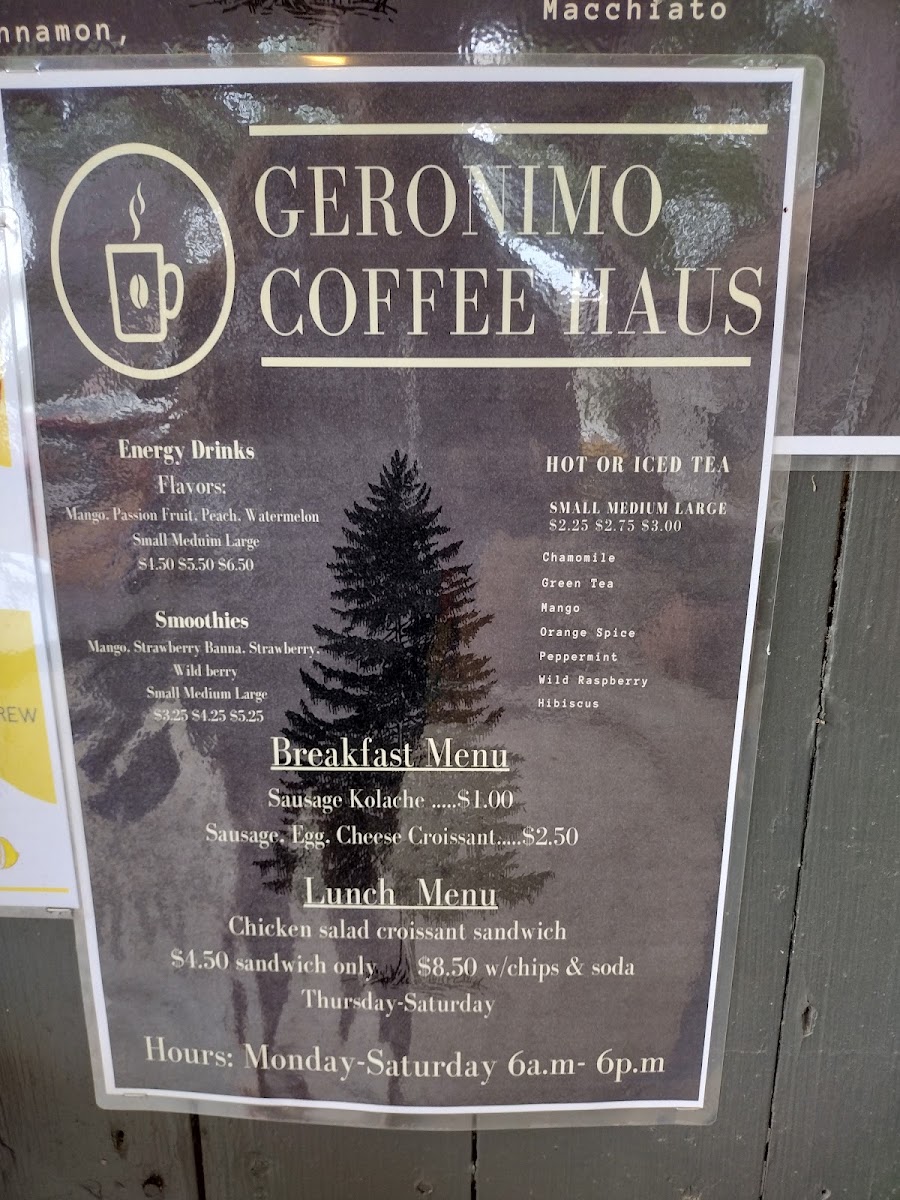 nnamon,
Macchiato
GERONIMO
COFFEE HAUS
Energy Drinks
Flavors:
Mango. Passion Fruit. Peach. Watermelon
Small Meduim Large
$4.50 $5.50 $6.50
Smoothies
Mango. Strawberry Banna. Strawberry.
Wild berry
Small Medium Large
$3.25 $4.25 $5.25
HOT OR ICED TEA
SMALL MEDIUM LARGE
$2.25 $2.75 $3.00
Chamomile
Green Tea
Mango
Orange Spice
Peppermint
Wild Raspberry
Hibiscus
REW
Breakfast Menu
Sausage Kolache .....$1.00
Sausage. Egg. Cheese Croissant.....$2.50
Lunch Menu
Chicken salad croissant sandwich
$4.50 sandwich only $8.50 w/chips & soda
Thursday-Saturday
Hours: Monday-Saturday 6a.m- 6p.m